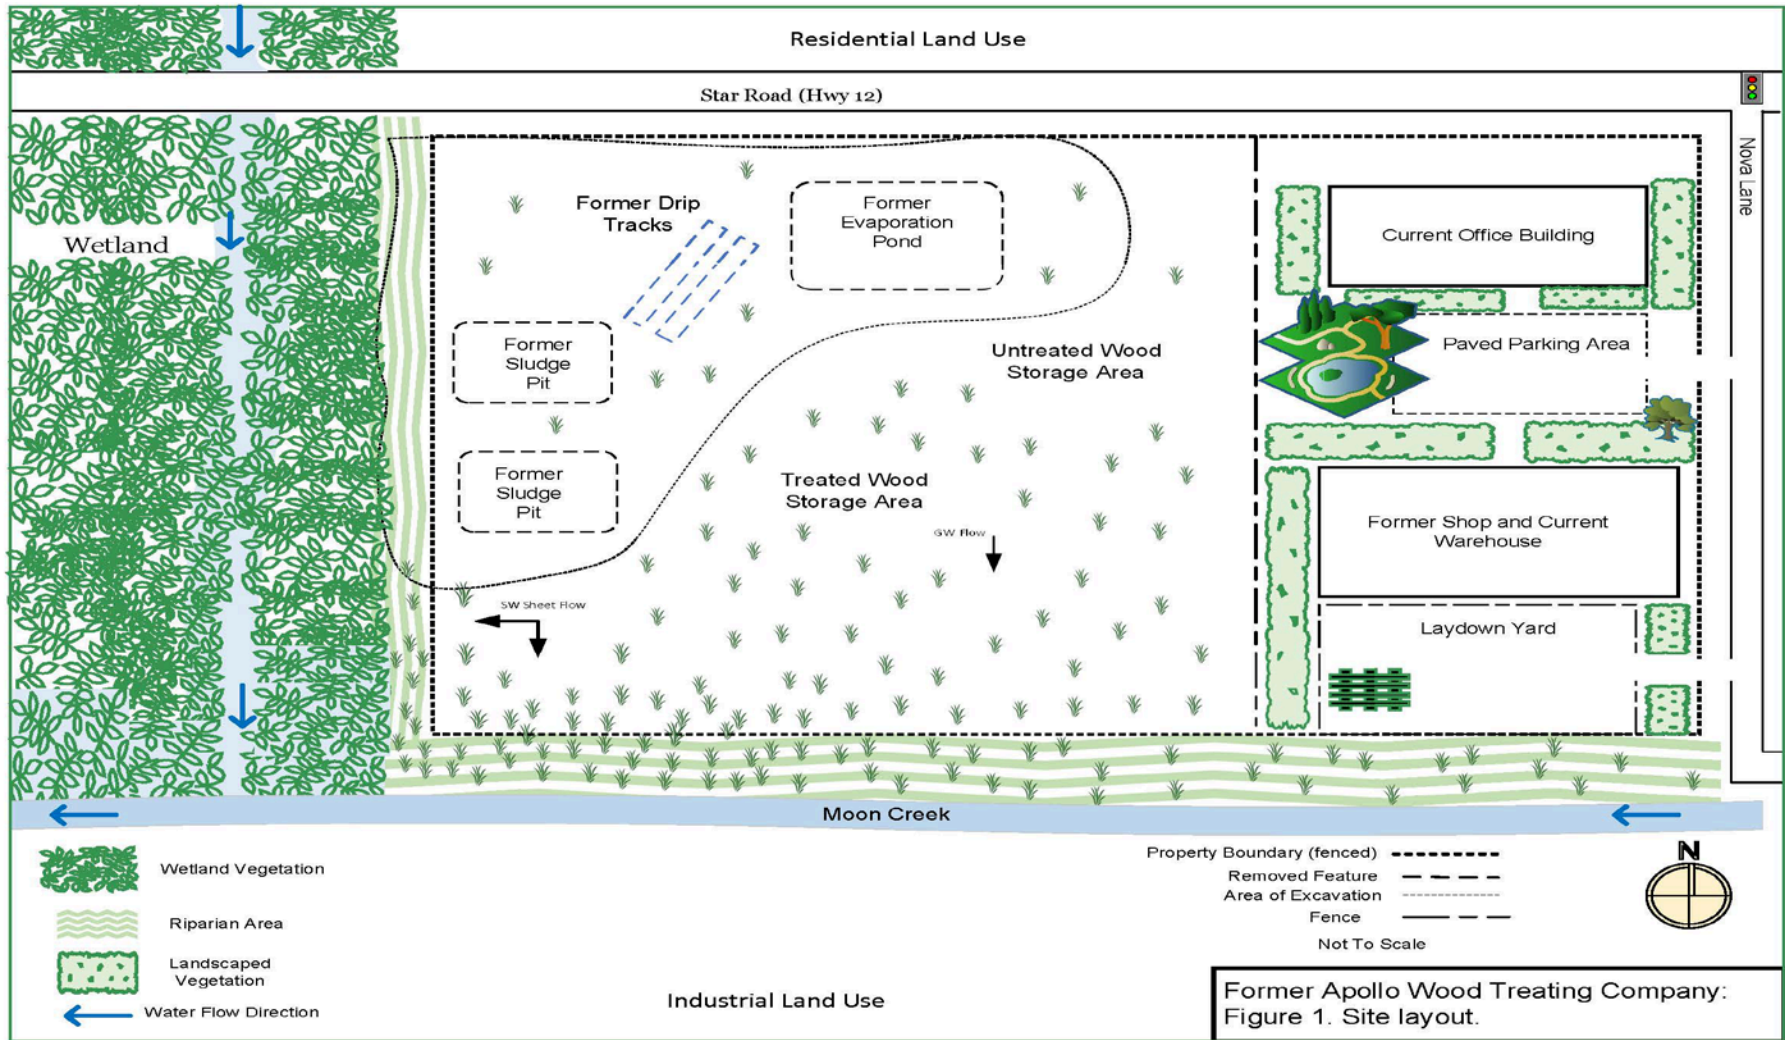 Residential Land Use
Star Road (Hwy 12)
Nova Lane
Wetland
Former Drip
Tracks
Former
Evaporation
Pond
Current Office Building
Former
Sludge
Pit
Untreated Wood
Storage Area
Paved Parking Area
Former
Sludge
Pit
Treated Wood
Storage Area
GW Flow
Former Shop and Current
Warehouse
SW Sheet Flow
Laydown Yard
Moon Creek
Wetland Vegetation
Riparian Area
Landscaped
Vegetation
Water Flow Direction
Industrial Land Use
Property Boundary (fenced)
Removed Feature
Area of Excavation
Fence
Not To Scale
N
Former Apollo Wood Treating Company:
Figure 1. Site layout.